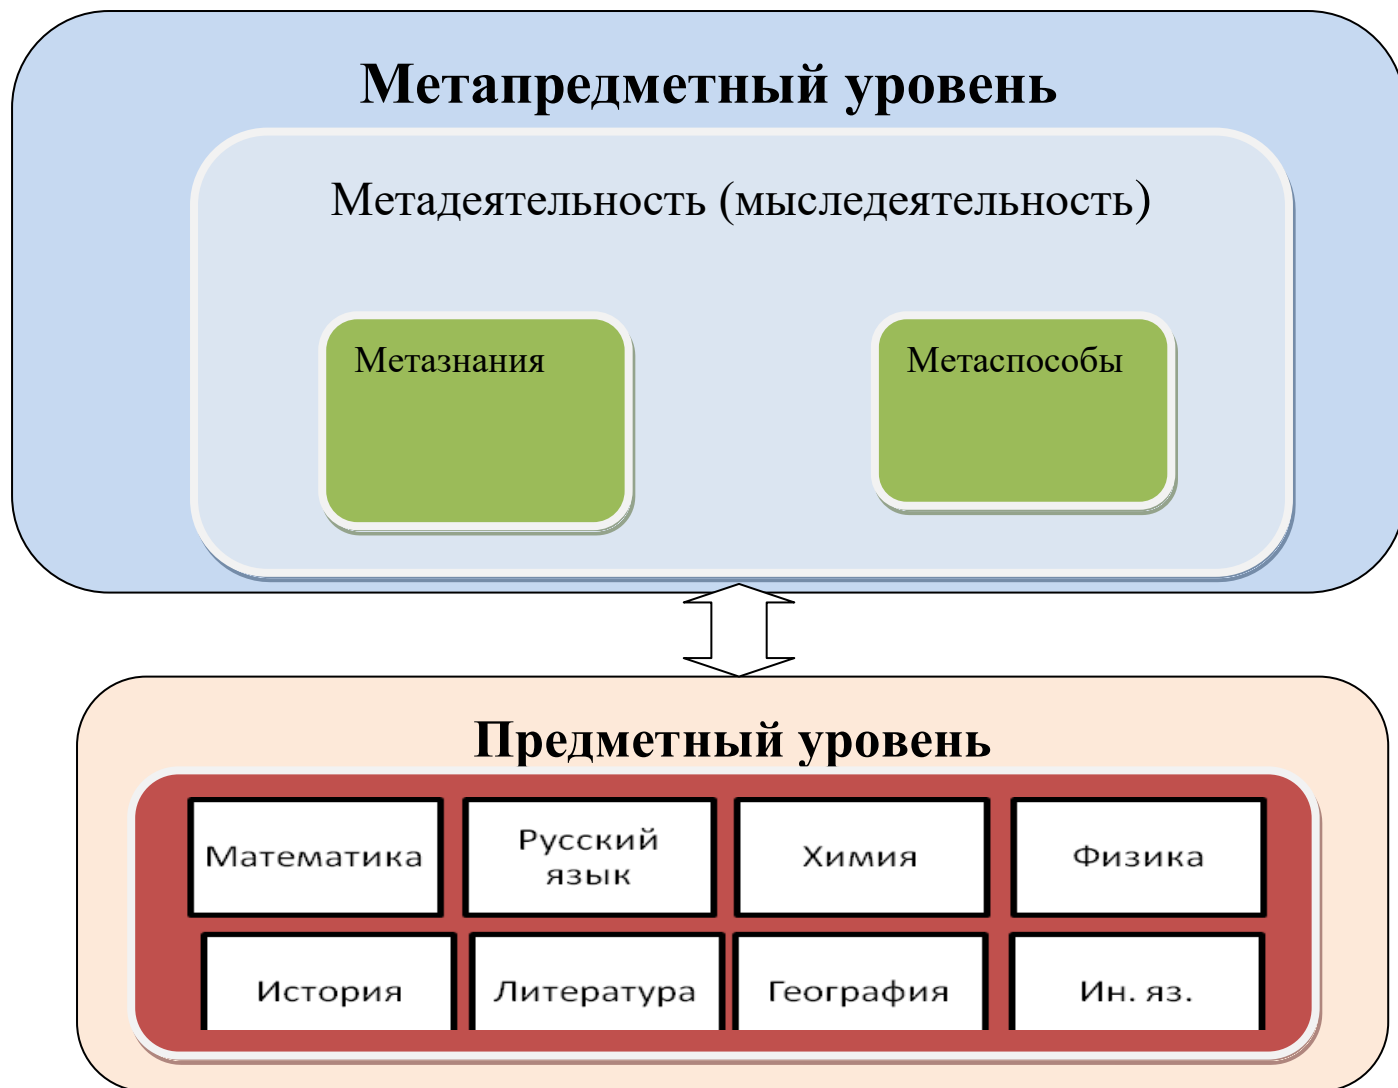 Метапредметный уровень
Метадеятельность (мыследеятельность)
Метазнания
Метаспособы
Предметный уровень
Математика
Русский
язык
Химия
Физика
История
Литература
География
Ин. яз.